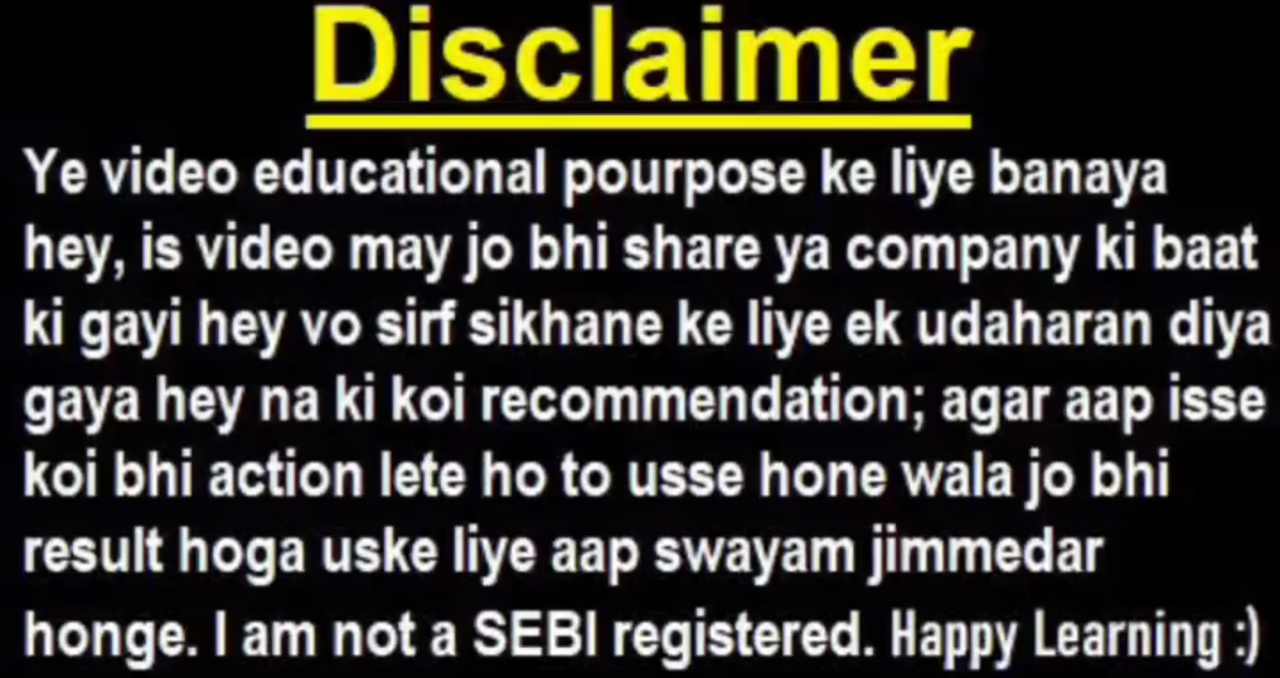 Disclaimer
Ye video educational pourpose ke liye banaya
hey, is video may jo bhi share ya company ki baat
ki gayi hey vo sirf sikhane ke liye ek udaharan diya
gaya hey na ki koi recommendation; agar aap isse
koi bhi action lete ho to usse hone wala jo bhi
result hoga uske liye aap swayam jimmedar
honge. I am not a SEBI registered. Happy Learning :)